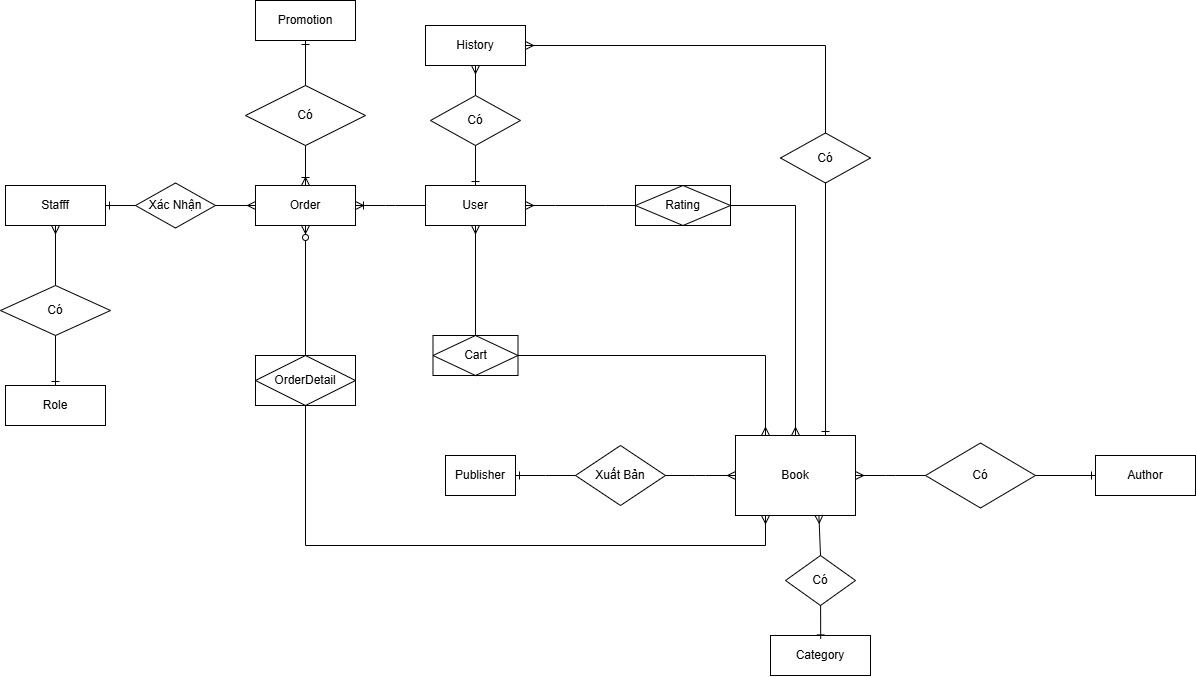 Promotion
History
Có
Có
Có
Stafff
Xác Nhận
Order
User
Rating
Có
Cart
OrderDetail
Role
Publisher
Xuất Bản
Book
Có
Author
Có
Category